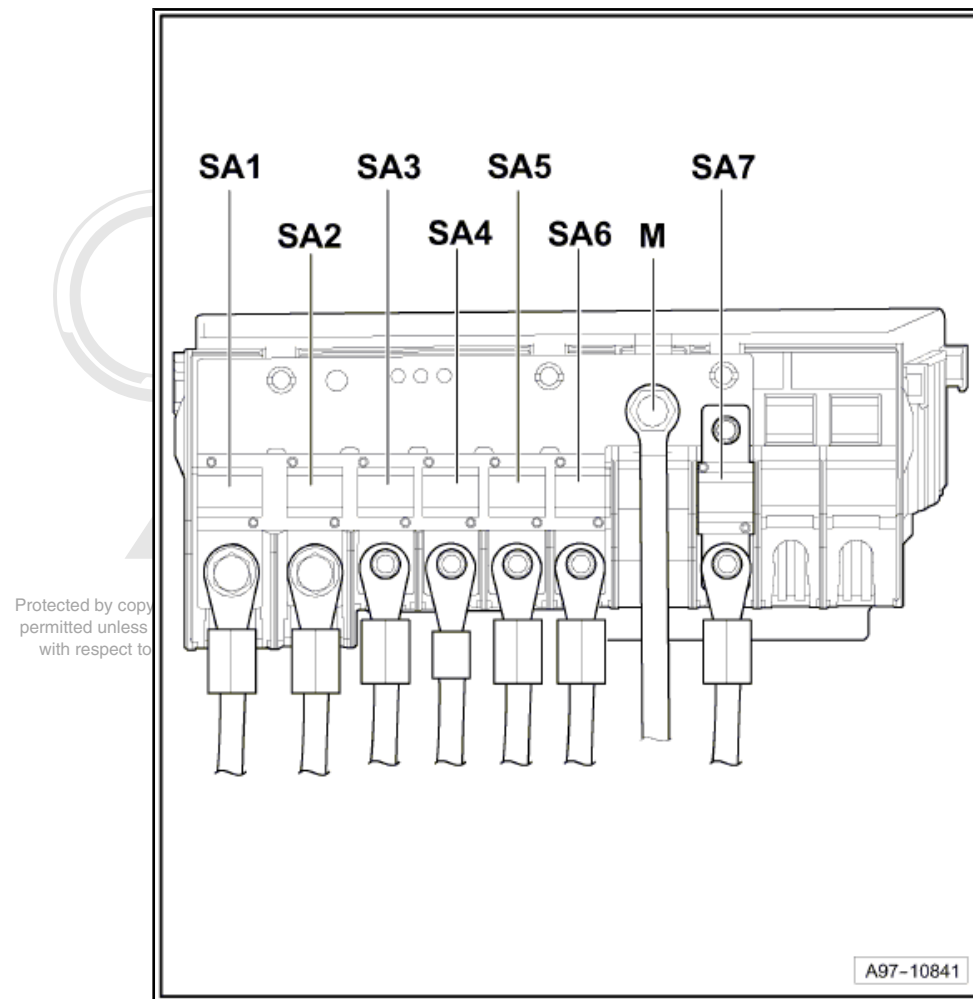 SA1 SA3 SA5 SA7
SA2 SA4 SA6 M
Protected by copy
permitted unless
with respect to
A97-10841